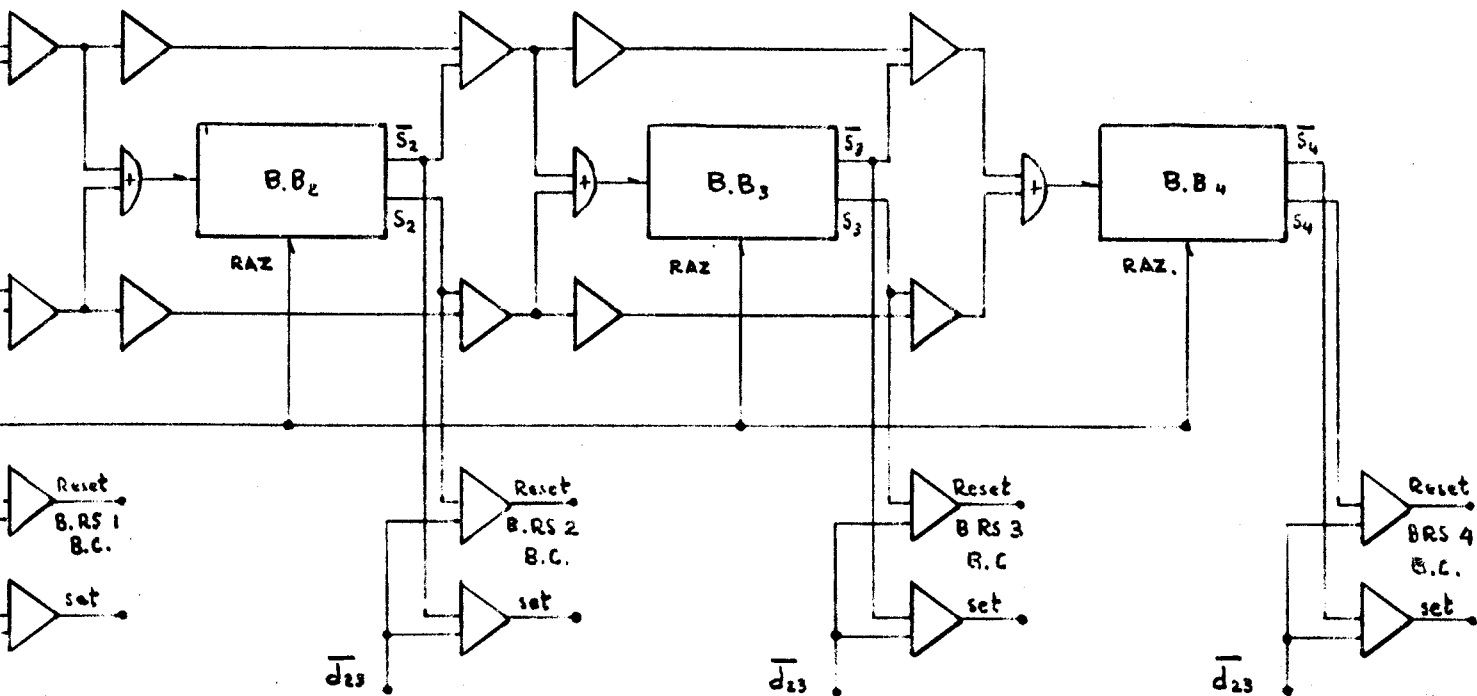 S̅₂
B.B₂
S₂
RAZ
+
S̅₃
B.B₃
S₃
RAZ
+
S̅₄
B.B₄
S₄
RAZ.
+
Reset
B.RS 1
B.C.
set
Reset
B.RS 2
B.C.
set
d̅₂₃
Reset
B RS 3
B.C
set
d̅₂₃
Reset
BRS 4
B.C.
set
d̅₂₃